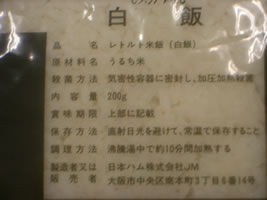 白飯
品名 レトルト米飯(白飯)
原材料名 うるち米
殺菌方法 気密性容器に密封し、加圧加熱殺菌
内容量 200g
賞味期限 上部に記載
保存方法 直射日光を避けて、常温で保存すること
調理方法 沸騰湯中で約10分間加熱する
製造者又は 日本ハム株式会社JM
販売者 大阪市中央区南本町3丁目6番14号